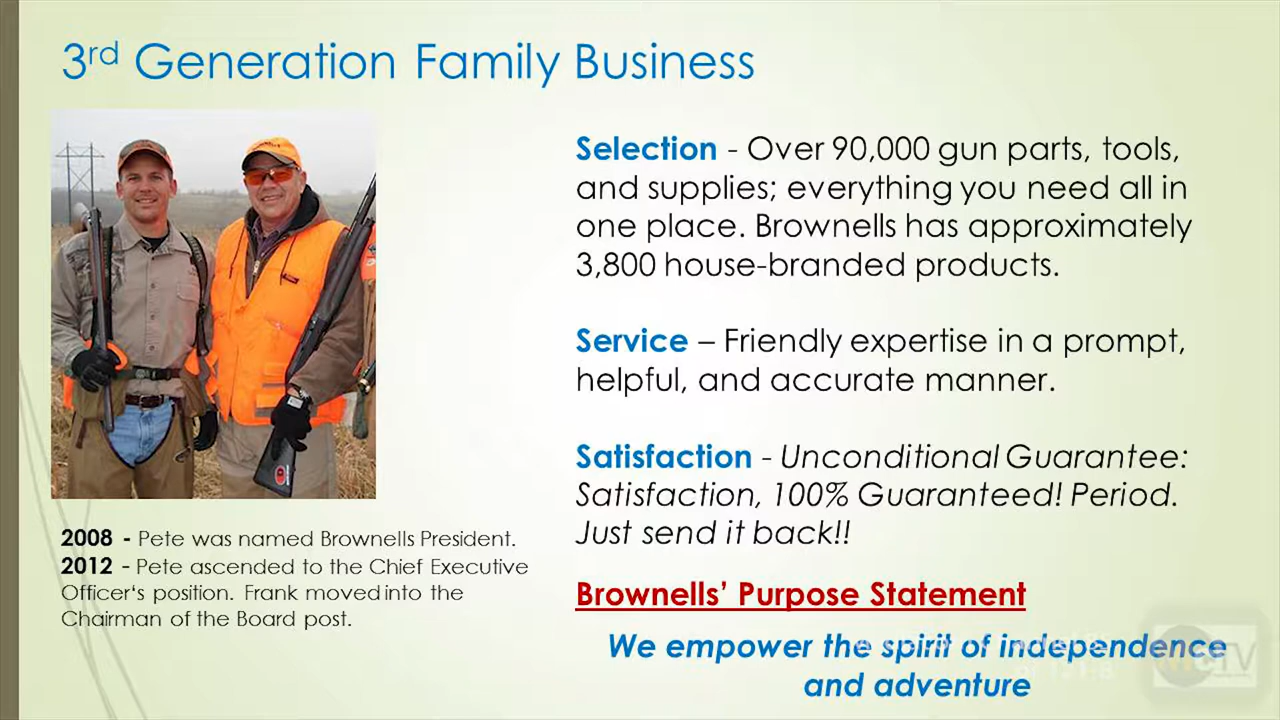 3rd Generation Family Business
Selection - Over 90,000 gun parts, tools,
and supplies; everything you need all in
one place. Brownells has approximately
3,800 house-branded products.
Service – Friendly expertise in a prompt,
helpful, and accurate manner.
Satisfaction - Unconditional Guarantee:
Satisfaction, 100% Guaranteed! Period.
Just send it back!!
2008 - Pete was named Brownells President.
2012 - Pete ascended to the Chief Executive
Officer‘s position. Frank moved into the
Chairman of the Board post.
Brownells’ Purpose Statement
We empower the spirit of independence
and adventure